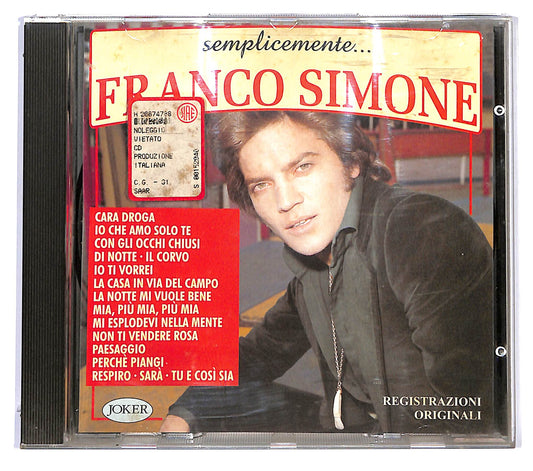 semplicemente...
FRANCO SIMONE
SIAE
NOLEGGIO
VIETATO
CD
PRODUZIONE
ITALIANA
C.G. - 31
SAAR
CARA DROGA
IO CHE AMO SOLO TE
CON GLI OCCHI CHIUSI
DI NOTTE · IL CORVO
IO TI VORREI
LA CASA IN VIA DEL CAMPO
LA NOTTE MI VUOLE BENE
MIA, PIÙ MIA, PIÙ MIA
MI ESPLODEVI NELLA MENTE
NON TI VENDERE ROSA
PAESAGGIO
PERCHÈ PIANGI
RESPIRO · SARÀ · TU E COSÌ SIA
JOKER
REGISTRAZIONI
ORIGINALI